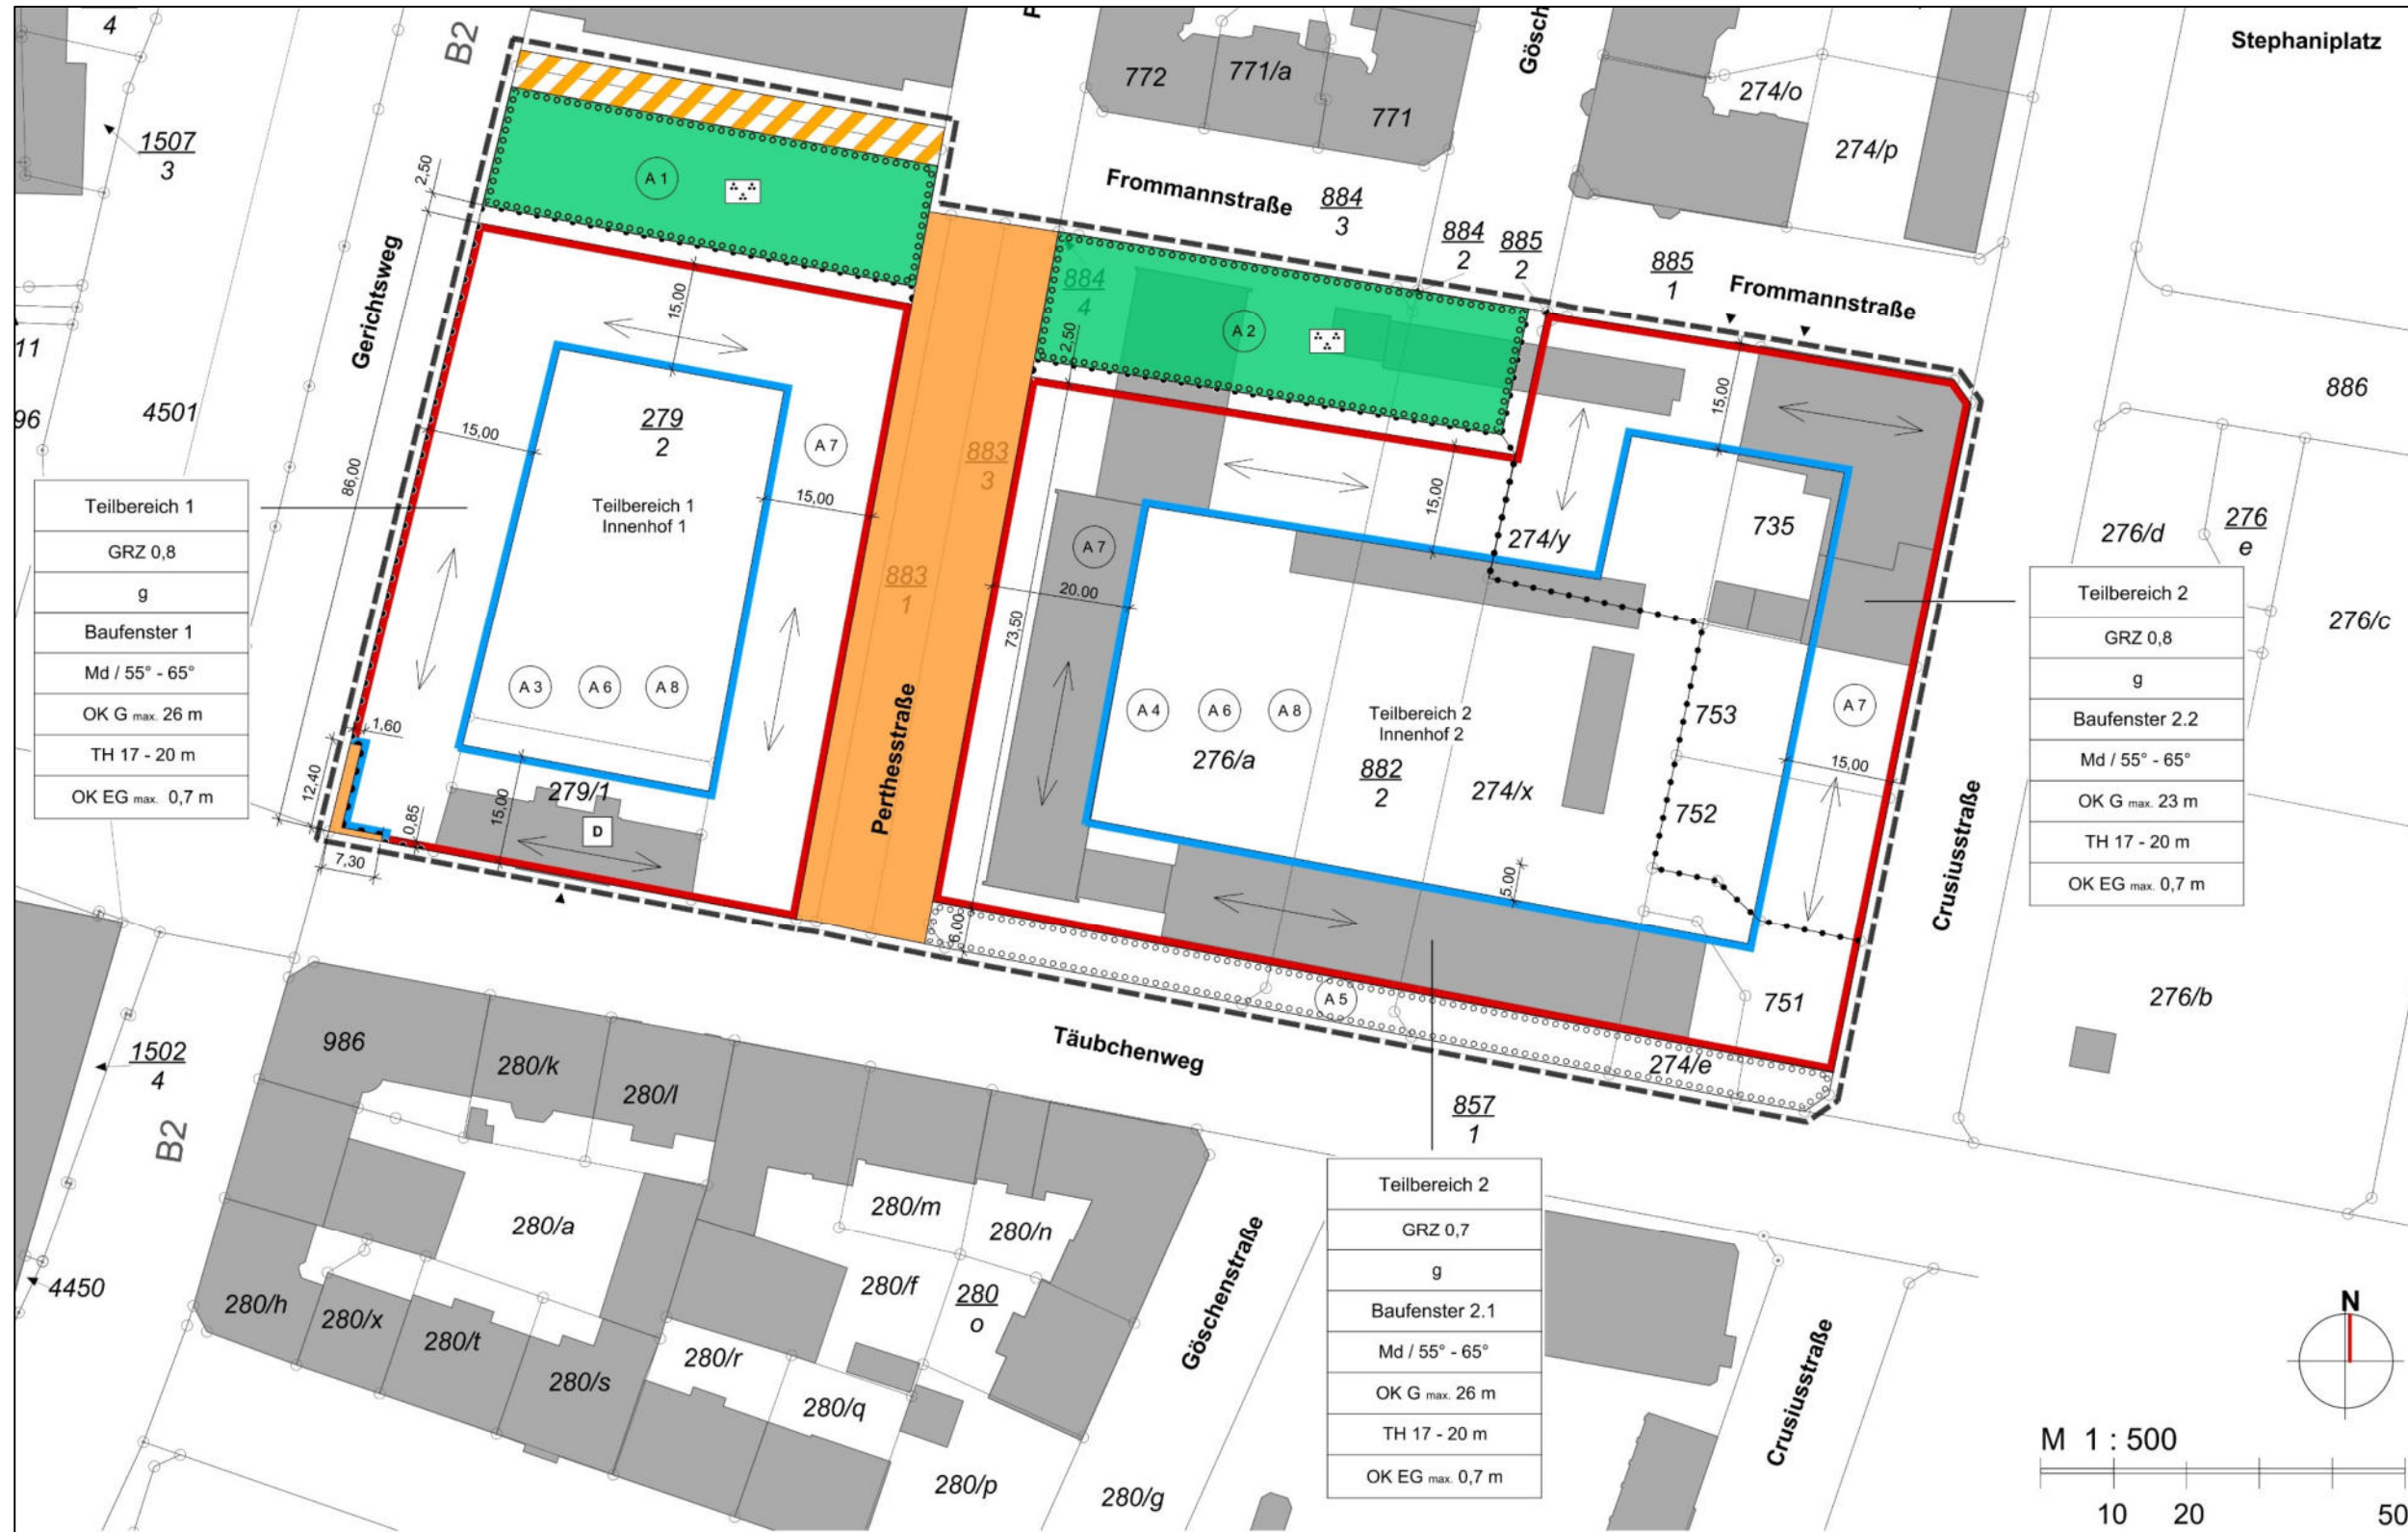 4
B2
772
771/a
771
Gösch
274/o
274/p
Stephaniplatz
1507
3
A 1
2,50
Frommannstraße
884
3
884
2
885
2
885
1
Frommannstraße
Gerichtsweg
884
4
2,50
A 2
15,00
15,00
11
96
4501
886
279
2
A 7
15,00
883
3
15,00
86,00
15,00
Teilbereich 1
Innenhof 1
274/y
735
276/d
276
e
276/c
A 7
883
1
20.00
73,50
Teilbereich 1
GRZ 0,8
g
Baufenster 1
Md / 55° - 65°
OK G max. 26 m
TH 17 - 20 m
OK EG max. 0,7 m
Teilbereich 2
GRZ 0,8
g
Baufenster 2.2
Md / 55° - 65°
OK G max. 23 m
TH 17 - 20 m
OK EG max. 0,7 m
A 3
A 6
A 8
A 4
A 6
A 8
276/a
Teilbereich 2
Innenhof 2
882
2
274/x
753
752
A 7
15,00
1,60
12,40
7,30
0,85
15,00
279/1
D
Perthesstraße
5.00
6,00
Crusiusstraße
A 5
751
274/e
276/b
Täubchenweg
986
280/k
280/l
1502
4
B2
857
1
Teilbereich 2
GRZ 0,7
g
Baufenster 2.1
Md / 55° - 65°
OK G max. 26 m
TH 17 - 20 m
OK EG max. 0,7 m
280/a
280/m
280/n
280/f
280
o
4450
280/h
280/x
280/t
280/s
280/r
280/q
280/p
280/g
Göschenstraße
Crusiusstraße
N
M 1 : 500
10
20
50